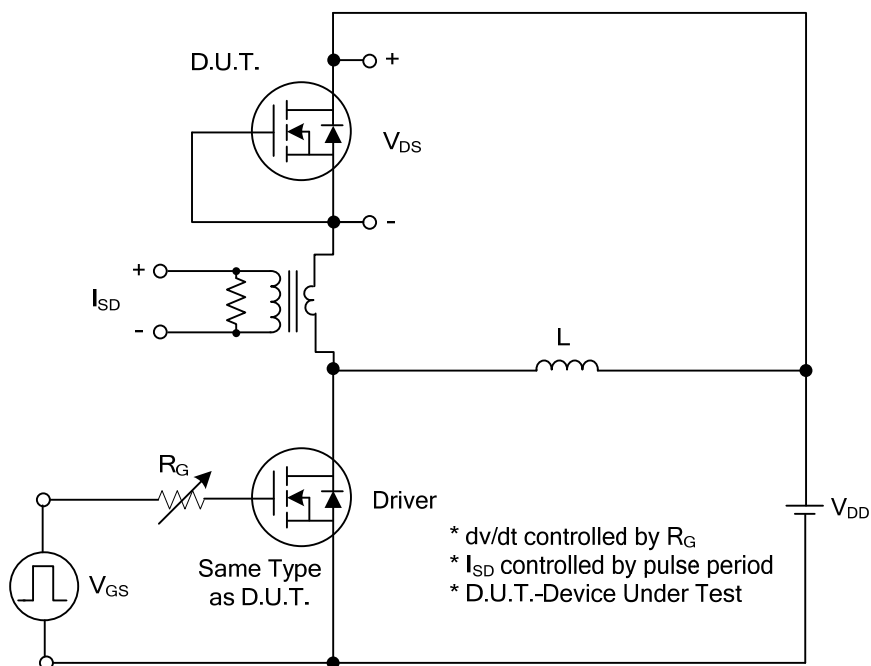 D.U.T.
+
V_DS
-
+
I_SD
-
L
R_G
Driver
V_DD
V_GS
Same Type
as D.U.T.
* dv/dt controlled by R_G
* I_SD controlled by pulse period
* D.U.T.-Device Under Test